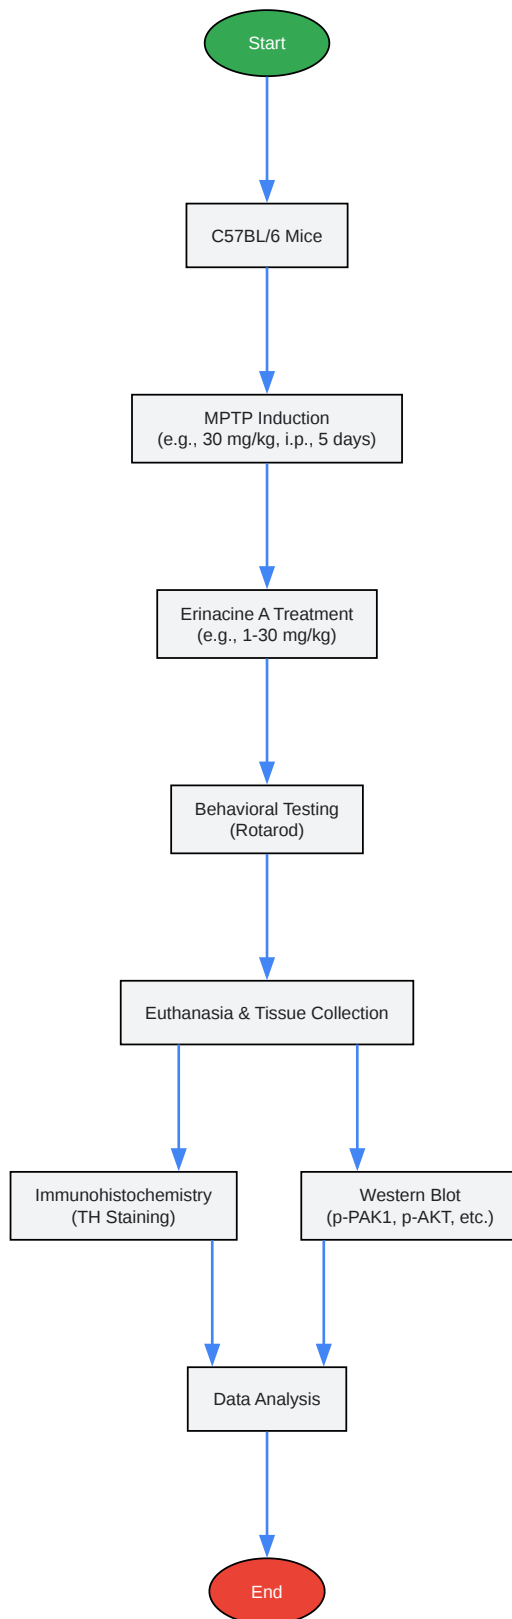 Start
C57BL/6 Mice
MPTP Induction
(e.g., 30 mg/kg, i.p., 5 days)
Erinacine A Treatment
(e.g., 1-30 mg/kg)
Behavioral Testing
(Rotarod)
Euthanasia & Tissue Collection
Immunohistochemistry
(TH Staining)
Western Blot
(p-PAK1, p-AKT, etc.)
Data Analysis
End